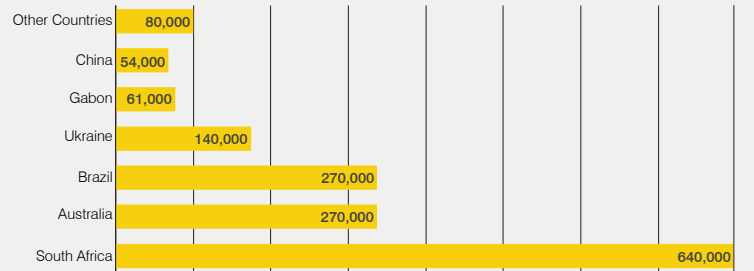 Other Countries 80,000
China 54,000
Gabon 61,000
Ukraine 140,000
Brazil 270,000
Australia 270,000
South Africa 640,000